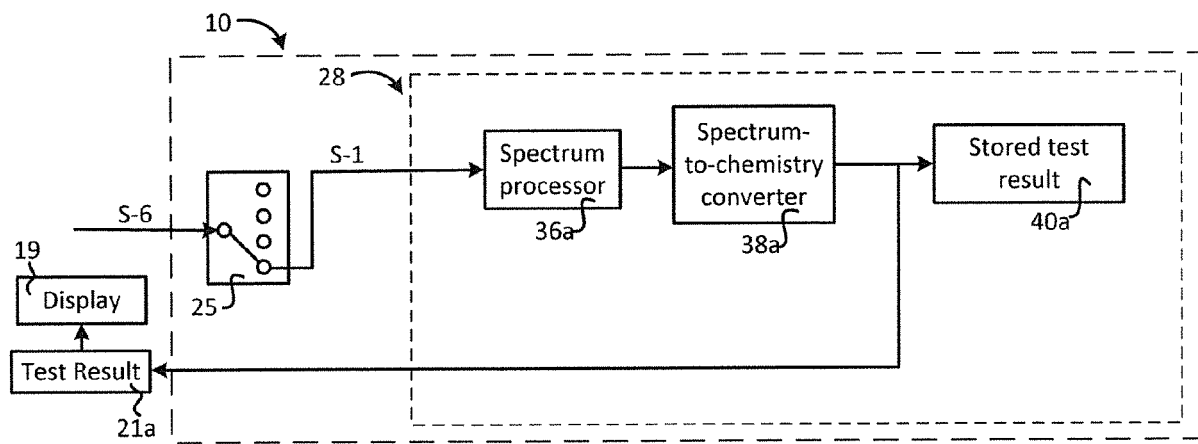 10
28
S-1
Spectrum
processor
36a
Spectrum-
to-chemistry
converter
38a
Stored test
result
40a
S-6
25
19
Display
Test Result
21a